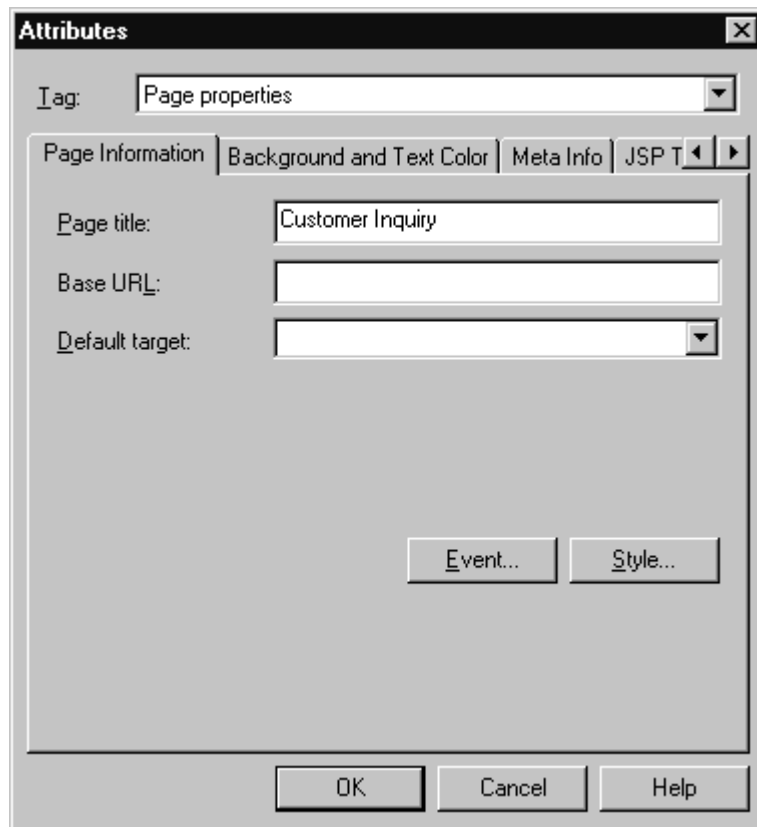 Attributes
Tag: Page properties
Page Information Background and Text Color Meta Info JSP T
Page title: Customer Inquiry
Base URL:
Default target:
Event... Style...
OK Cancel Help